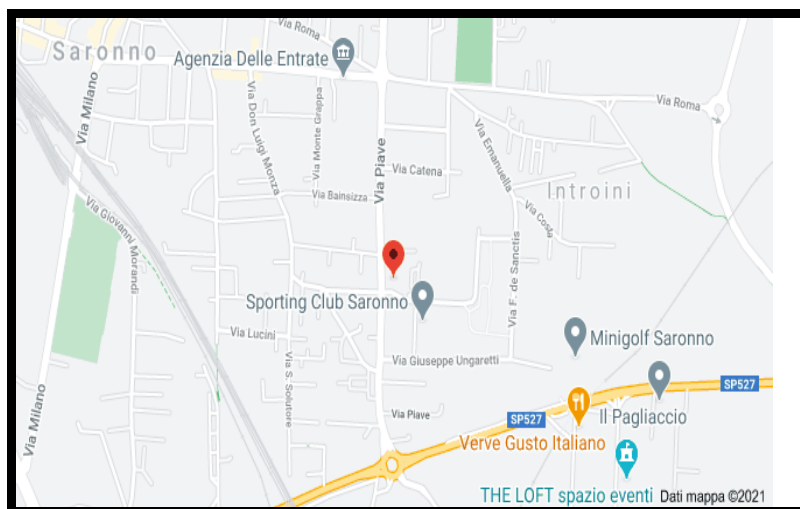 Saronno
Via Roma
Agenzia Delle Entrate
Via Milano
Via Don Luigi Monza
Via Monte Grappa
Via Roma
Via Emanuella
Via Piave
Via Catena
Introini
Via Bainsizza
Via Costa
Via Giovanni Morandi
Via F. de Sanctis
Sporting Club Saronno
Via Lucini
Minigolf Saronno
Via S. Solutore
Via Giuseppe Ungaretti
SP527
Via Milano
Via Piave
SP527
Il Pagliaccio
Verve Gusto Italiano
THE LOFT spazio eventi
Dati mappa ©2021